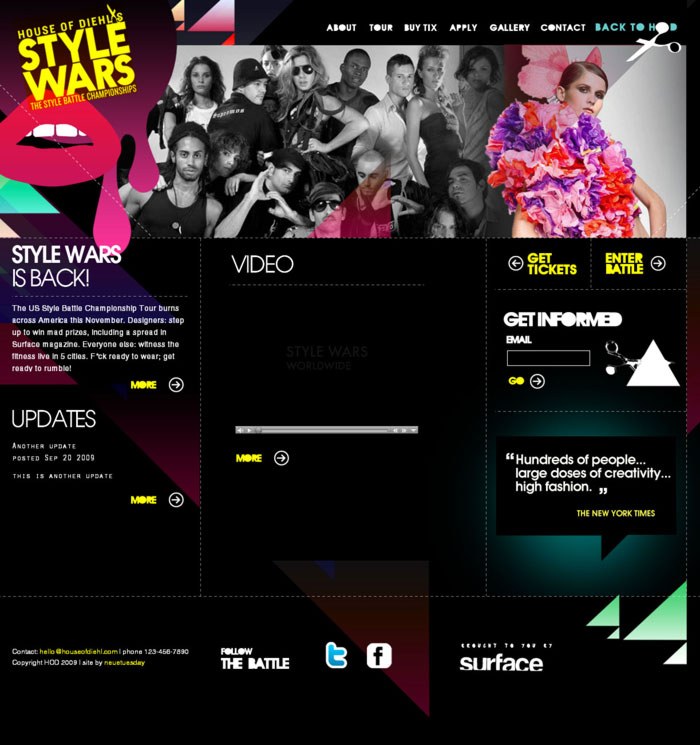 HOUSE OF DIEHL'S
STYLE
WARS
THE STYLE BATTLE CHAMPIONSHIPS
ABOUT TOUR BUY TIX APPLY GALLERY CONTACT BACK TO HOD
STYLE WARS
IS BACK!
The US Style Battle Championship Tour burns
across America this November. Designers: step
up to win mad prizes, including a spread in
Surface magazine. Everyone else: witness the
fitness live in 5 cities. F*ck ready to wear; get
ready to rumble!
MORE
UPDATES
Another update
posted Sep 20 2009
this is another update
MORE
VIDEO
STYLE WARS
WORLDWIDE
MORE
GET
TICKETS
ENTER
BATTLE
GET INFORMED
EMAIL
GO
“Hundreds of people...
large doses of creativity...
high fashion. „
THE NEW YORK TIMES
Contact: hello@houseofdiehl.com | phone 123-456-7890
Copyright HOD 2009 | site by neuetuesday
FOLLOW
THE BATTLE
t
f
BROUGHT TO YOU BY
surface